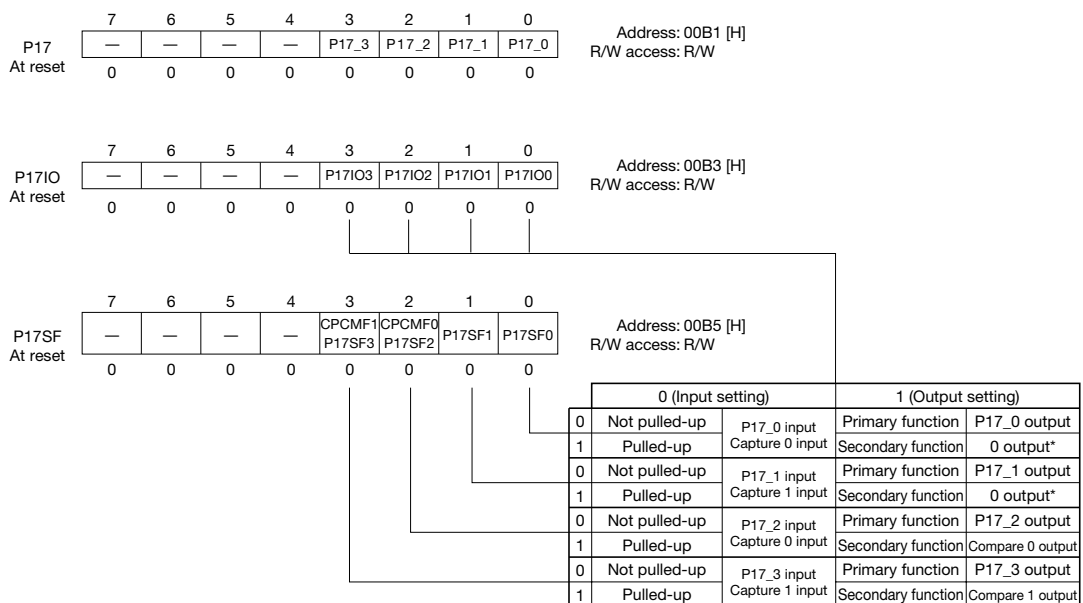 7 6 5 4 3 2 1 0
P17 — — — — P17_3 P17_2 P17_1 P17_0
At reset 0 0 0 0 0 0 0 0
Address: 00B1 [H]
R/W access: R/W
7 6 5 4 3 2 1 0
P17IO — — — — P17IO3 P17IO2 P17IO1 P17IO0
At reset 0 0 0 0 0 0 0 0
Address: 00B3 [H]
R/W access: R/W
7 6 5 4 3 2 1 0
P17SF — — — — CPCMF1 P17SF3 CPCMF0 P17SF2 P17SF1 P17SF0
At reset 0 0 0 0 0 0 0 0
Address: 00B5 [H]
R/W access: R/W
0 (Input setting) 1 (Output setting)
0 Not pulled-up P17_0 input Primary function P17_0 output
1 Pulled-up Capture 0 input Secondary function 0 output*
0 Not pulled-up P17_1 input Primary function P17_1 output
1 Pulled-up Capture 1 input Secondary function 0 output*
0 Not pulled-up P17_2 input Primary function P17_2 output
1 Pulled-up Capture 0 input Secondary function Compare 0 output
0 Not pulled-up P17_3 input Primary function P17_3 output
1 Pulled-up Capture 1 input Secondary function Compare 1 output